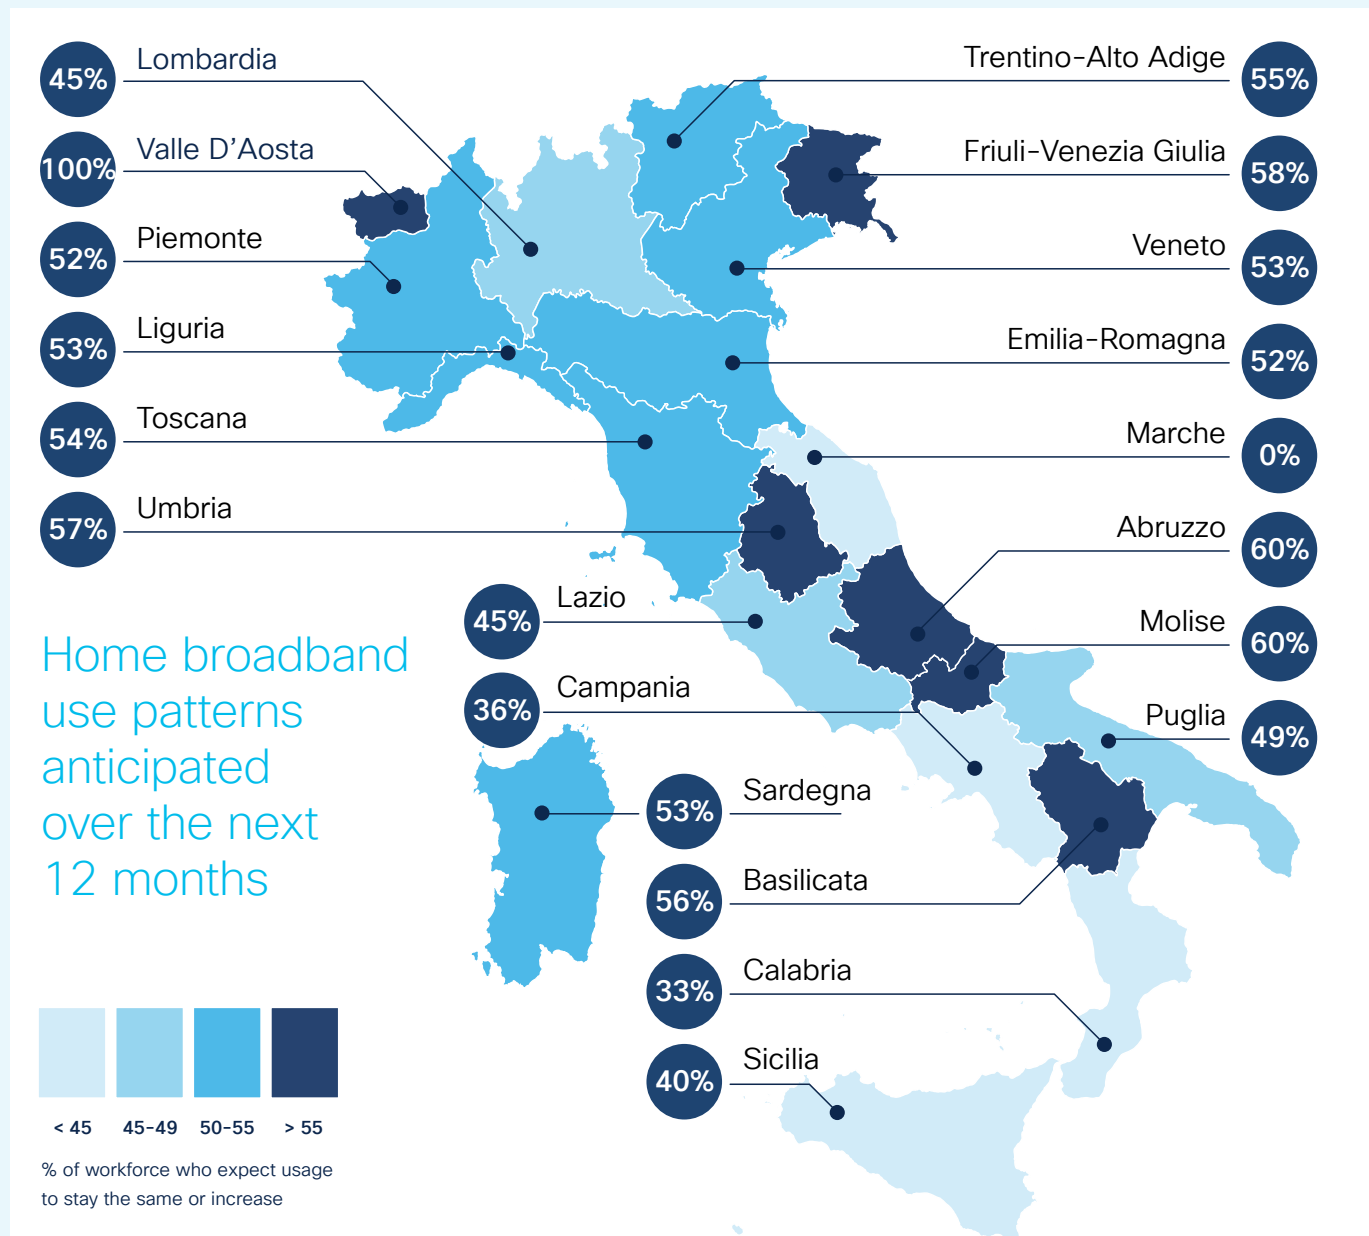 45%
Lombardia
100%
Valle D’Aosta
52%
Piemonte
53%
Liguria
54%
Toscana
57%
Umbria
45%
Lazio
36%
Campania
Trentino-Alto Adige
55%
Friuli-Venezia Giulia
58%
Veneto
53%
Emilia-Romagna
52%
Marche
0%
Abruzzo
60%
Molise
60%
Puglia
49%
53%
Sardegna
56%
Basilicata
33%
Calabria
40%
Sicilia
Home broadband
use patterns
anticipated
over the next
12 months
< 45
45-49
50-55
> 55
% of workforce who expect usage
to stay the same or increase